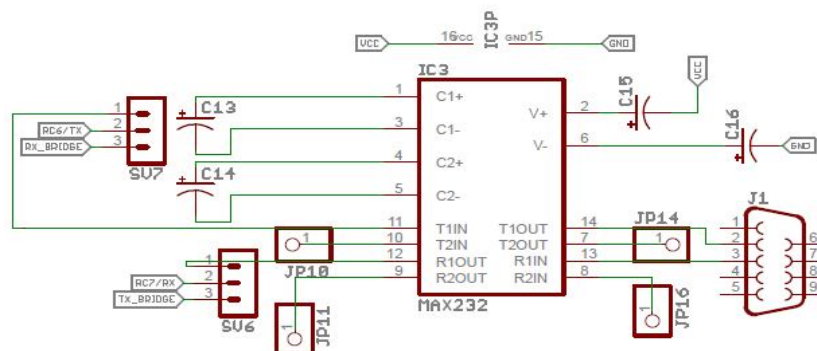 VCC 16 VCC IC3P GND 15 GND
IC3
1 C1+
C13
3 C1-
4 C2+
C14
5 C2-
V+ 2 C15 VCC
V- 6 C16 GND
1
RC6/TX 2
RX_BRIDGE 3
SV7
11 T1IN T1OUT 14
10 T2IN T2OUT 7
12 R1OUT R1IN 13
9 R2OUT R2IN 8
MAX232
1 JP10
1 JP11
JP14 1
1 JP16
1
RC7/RX 2
TX_BRIDGE 3
SV6
J1
1
2 6
3 7
4 8
5 9